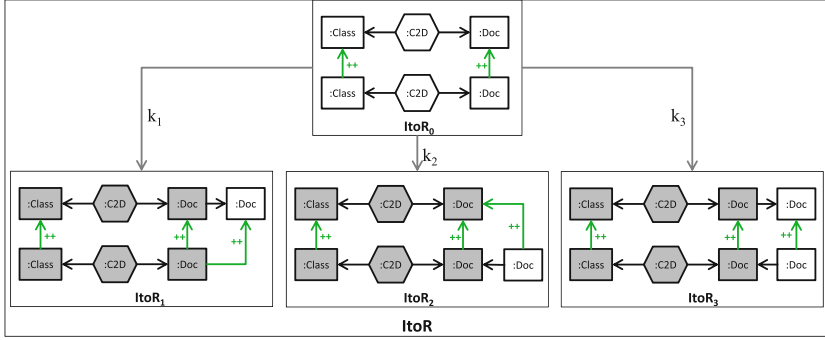 :Class :C2D :Doc
++ ++
:Class :C2D :Doc
ItoR0
k1
k2
k3
:Class :C2D :Doc :Doc
++ ++ ++
:Class :C2D :Doc
ItoR1
:Class :C2D :Doc
++ ++ ++
:Class :C2D :Doc :Doc
ItoR2
:Class :C2D :Doc :Doc
++ ++ ++
:Class :C2D :Doc :Doc
ItoR3
ItoR